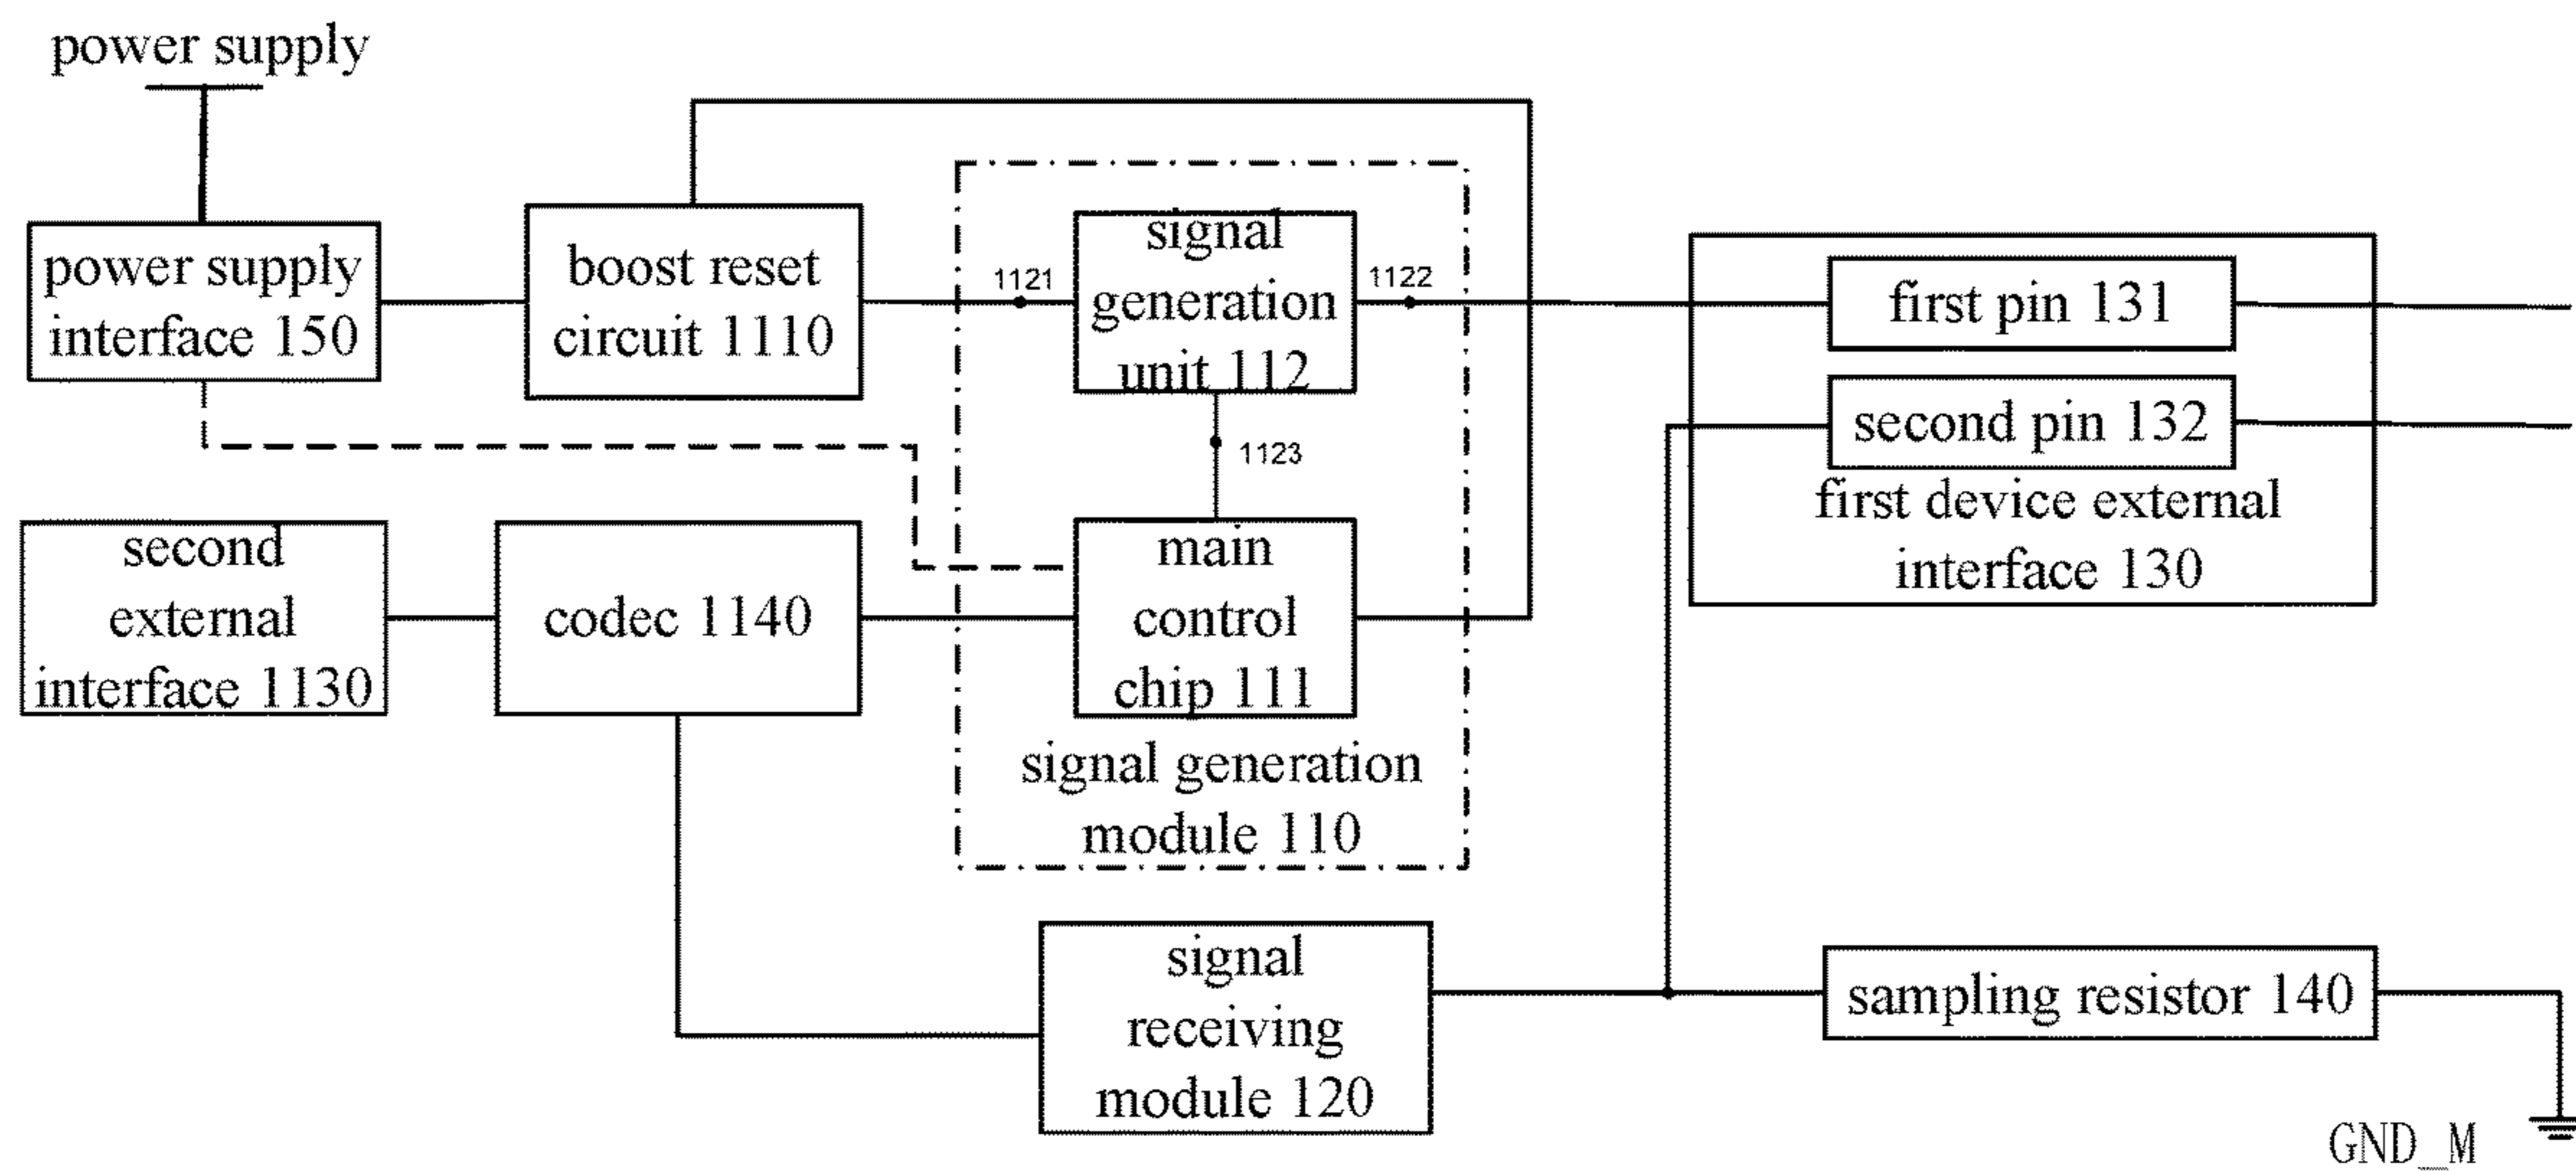 power supply
power supply
interface 150
boost reset
circuit 1110
1121
signal
generation
unit 112
1122
first pin 131
second pin 132
first device external
interface 130
1123
second
external
interface 1130
codec 1140
main
control
chip 111
signal generation
module 110
signal
receiving
module 120
sampling resistor 140
GND_M